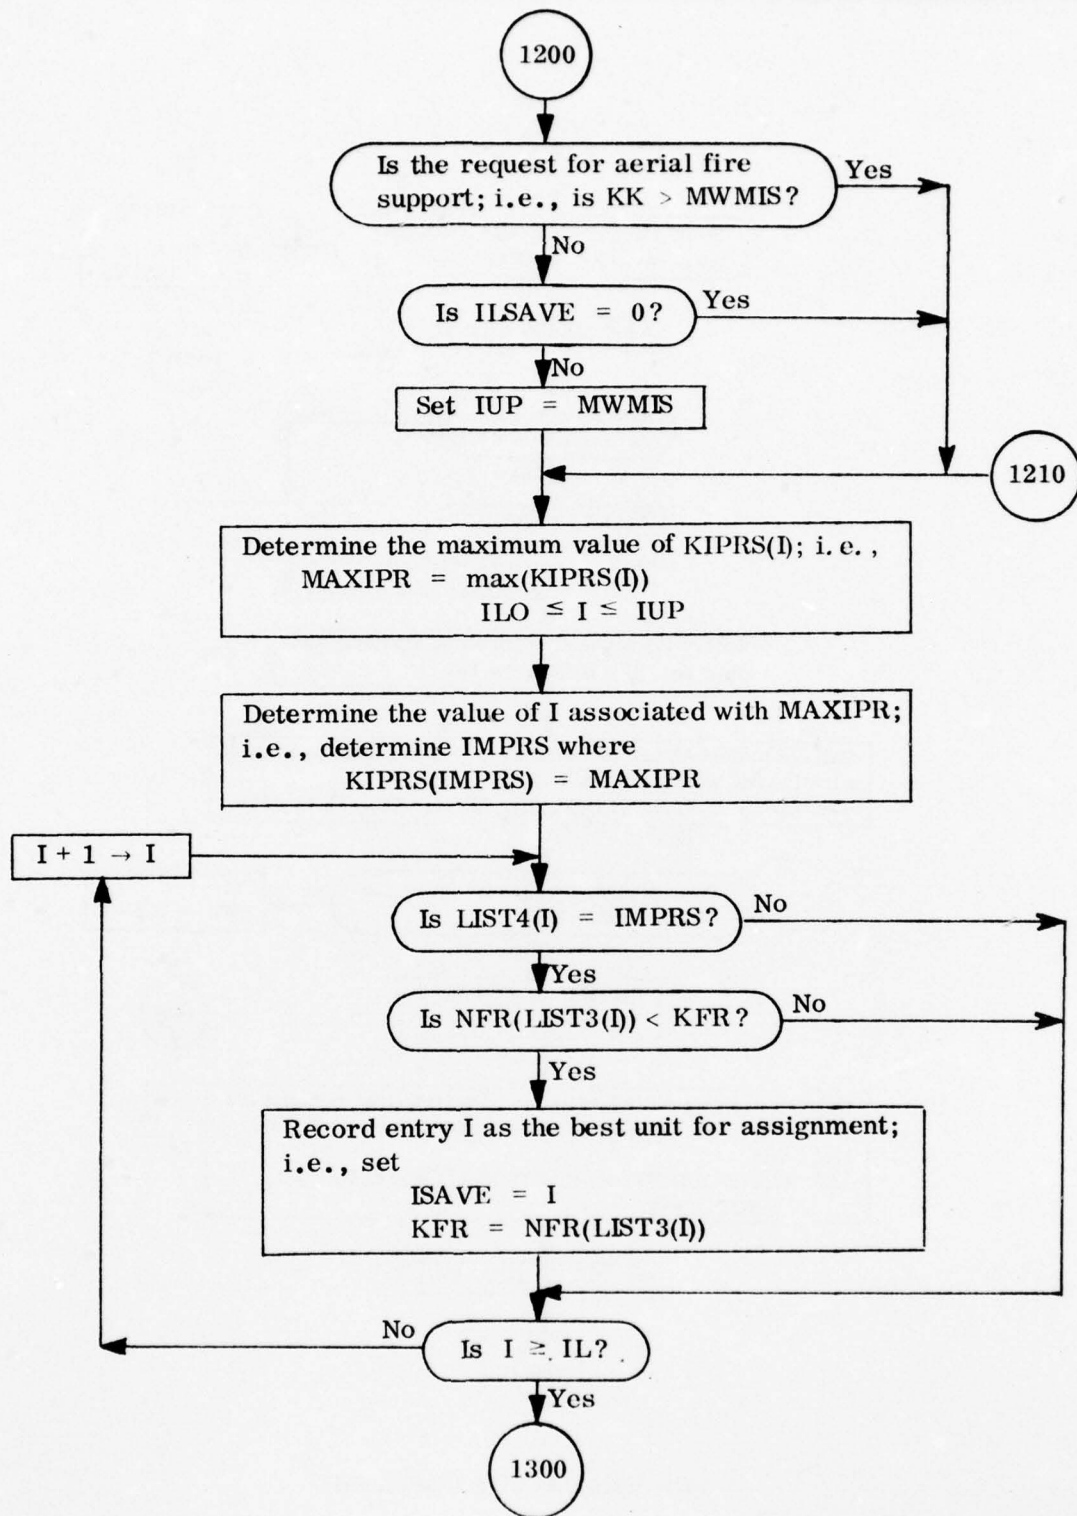 1200
Is the request for aerial fire
support; i.e., is KK > MWMIS?
Yes
No
Is ILSAVE = 0?
Yes
No
Set IUP = MWMIS
1210
Determine the maximum value of KIPRS(I); i.e.,
MAXIPR = max(KIPRS(I))
ILO ≤ I ≤ IUP
Determine the value of I associated with MAXIPR;
i.e., determine IMPRS where
KIPRS(IMPRS) = MAXIPR
I + 1 → I
Is LIST4(I) = IMPRS?
No
Yes
Is NFR(LIST3(I)) < KFR?
No
Yes
Record entry I as the best unit for assignment;
i.e., set
ISAVE = I
KFR = NFR(LIST3(I))
No
Is I ≥ IL?
Yes
1300